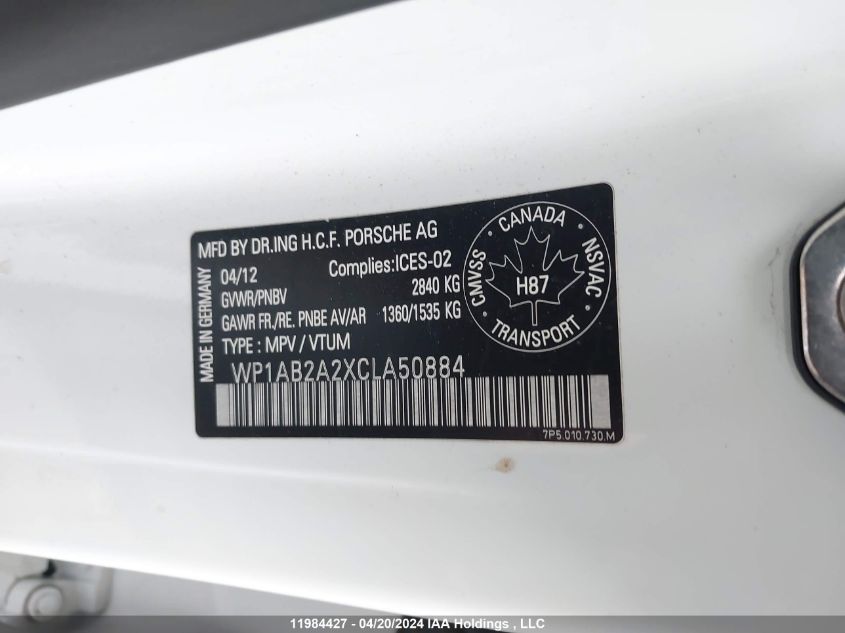 MFD BY DR.ING H.C.F. PORSCHE AG
MADE IN GERMANY
04/12 Complies:ICES-02
GVWR/PNBV 2840 KG
GAWR FR./RE. PNBE AV/AR 1360/1535 KG
TYPE : MPV / VTUM
WP1AB2A2XCLA50884
7P5.010.730.M
CANADA
CMVSS
NSVAC
H87
TRANSPORT
11984427 - 04/20/2024 IAA Holdings , LLC